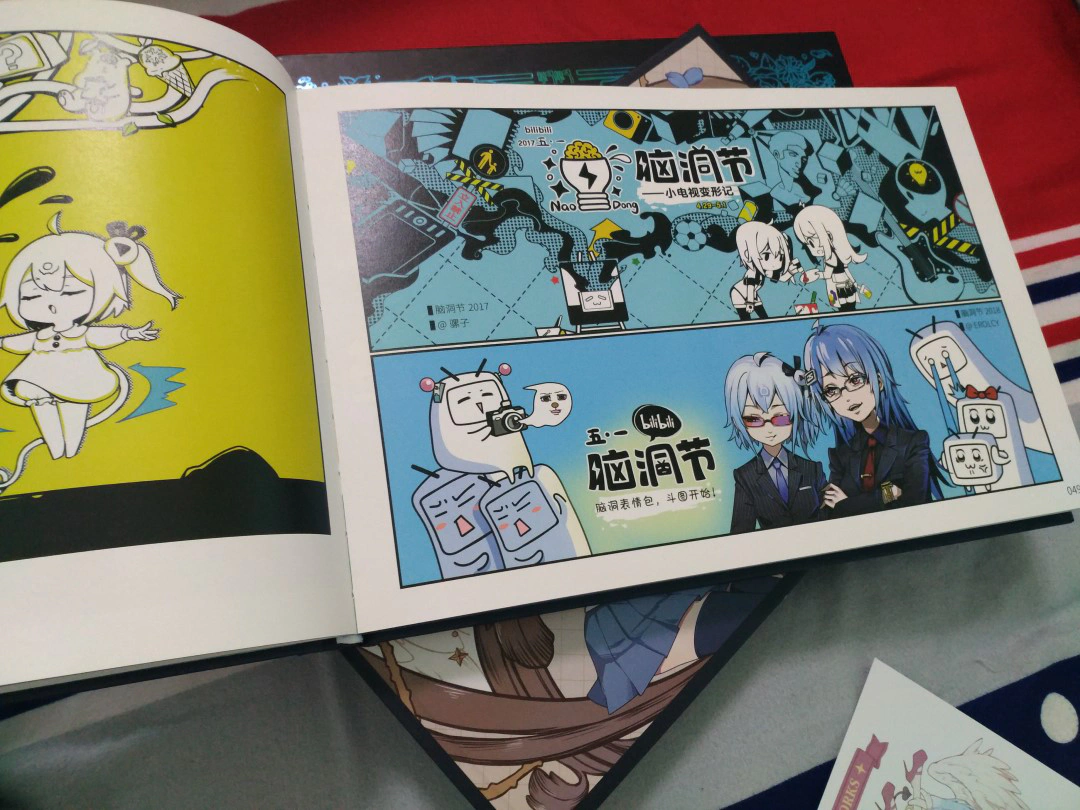 bilibili
2017 五·一
脑洞节
Nao Dong
——小电视变形记
4.29-5.1
脑洞节 2017
@ 骡子
脑洞节 2018
五·一
bilibili
脑洞节
脑洞表情包，斗图开始！
045